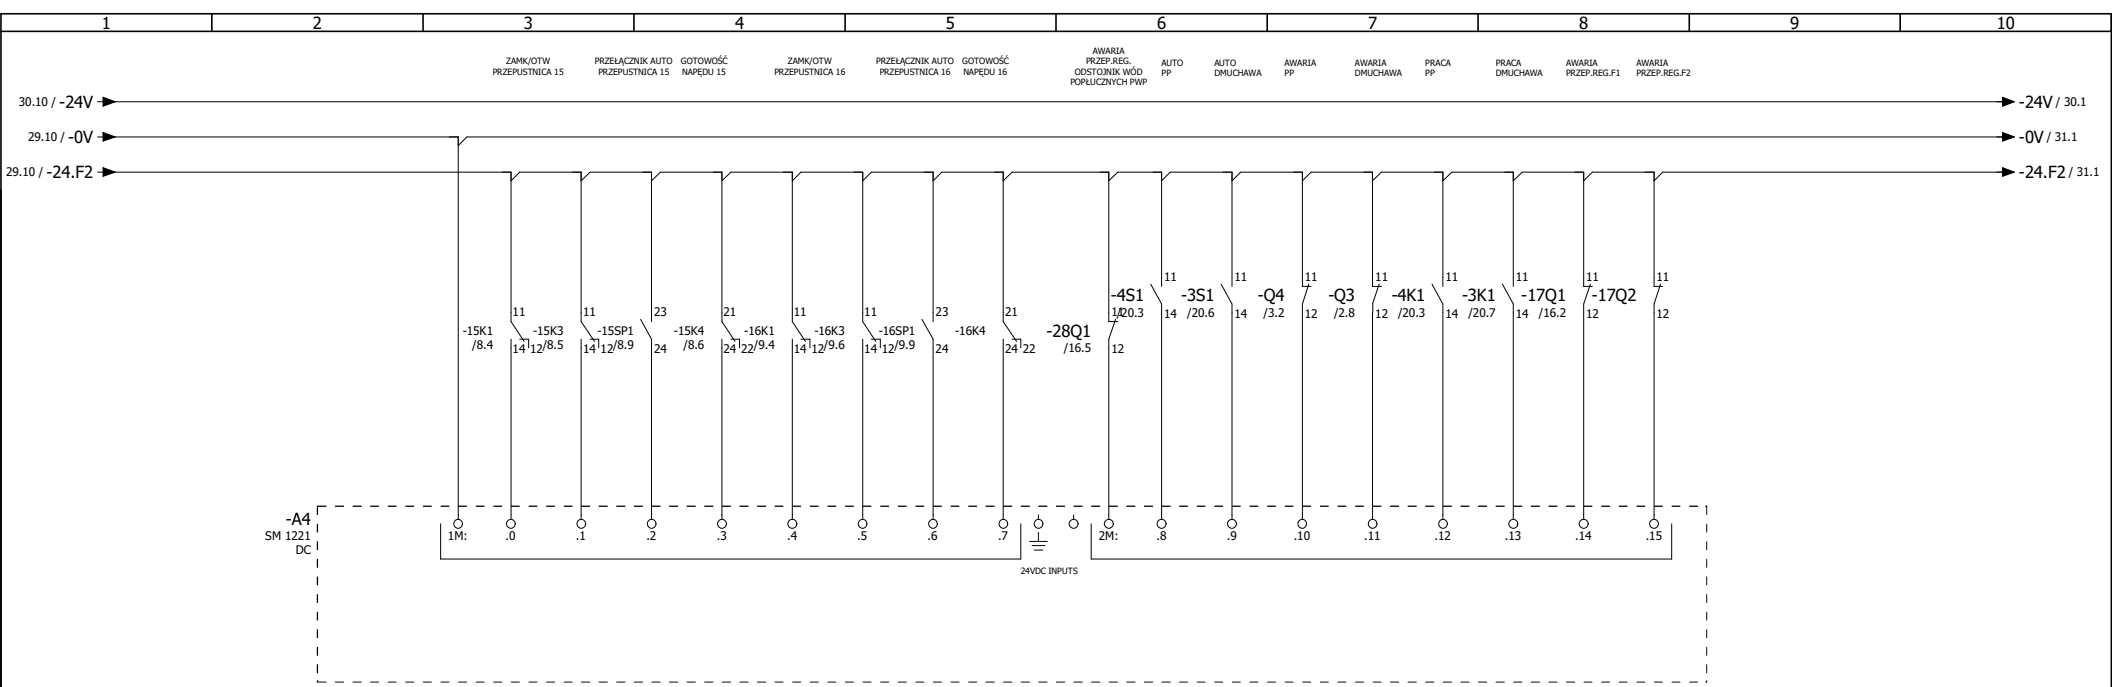 1 2 3 4 5 6 7 8 9 10
ZAMK/OTW
PRZEPUSTNICA 15
PRZEŁĄCZNIK AUTO
PRZEPUSTNICA 15
GOTOWOŚĆ
NAPĘDU 15
ZAMK/OTW
PRZEPUSTNICA 16
PRZEŁĄCZNIK AUTO
PRZEPUSTNICA 16
GOTOWOŚĆ
NAPĘDU 16
AWARIA
PRZEP.REG.
ODSTOJNIK WÓD
POPŁUCZNYCH PWP
AUTO
PP
AUTO
DMUCHAWA
AWARIA
PP
AWARIA
DMUCHAWA
PRACA
PP
PRACA
DMUCHAWA
AWARIA
PRZEP.REG.F1
AWARIA
PRZEP.REG.F2
30.10 / -24V
-24V / 30.1
29.10 / -0V
-0V / 31.1
29.10 / -24.F2
-24.F2 / 31.1
-15K1
/8.4
11
14 12
-15K3
/8.5
11
14 12
-15SP1
/8.9
23
24
-15K4
/8.6
21
24 22
-16K1
/9.4
11
14 12
-16K3
/9.6
11
14 12
-16SP1
/9.9
23
24
-16K4
21
24 22
-28Q1
/16.5
11
12
-4S1
/20.3
11
14
-3S1
/20.6
11
14
-Q4
/3.2
11
12
-Q3
/2.8
11
12
-4K1
/20.3
11
14
-3K1
/20.7
11
14
-17Q1
/16.2
11
12
-17Q2
11
12
-A4
SM 1221
DC
1M: .0 .1 .2 .3 .4 .5 .6 .7 2M: .8 .9 .10 .11 .12 .13 .14 .15
24VDC INPUTS